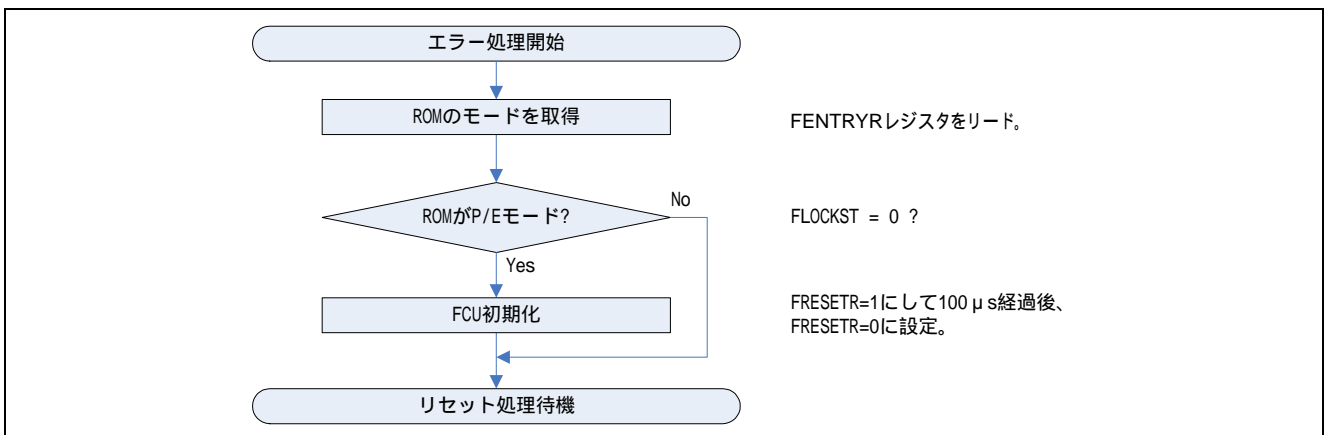 エラー処理開始
ROMのモードを取得
FENTRYRレジスタをリード。
ROMがP/Eモード?
No
FLOCKST = 0 ?
Yes
FCU初期化
FRESETR=1にして100μs経過後、
FRESETR=0に設定。
リセット処理待機